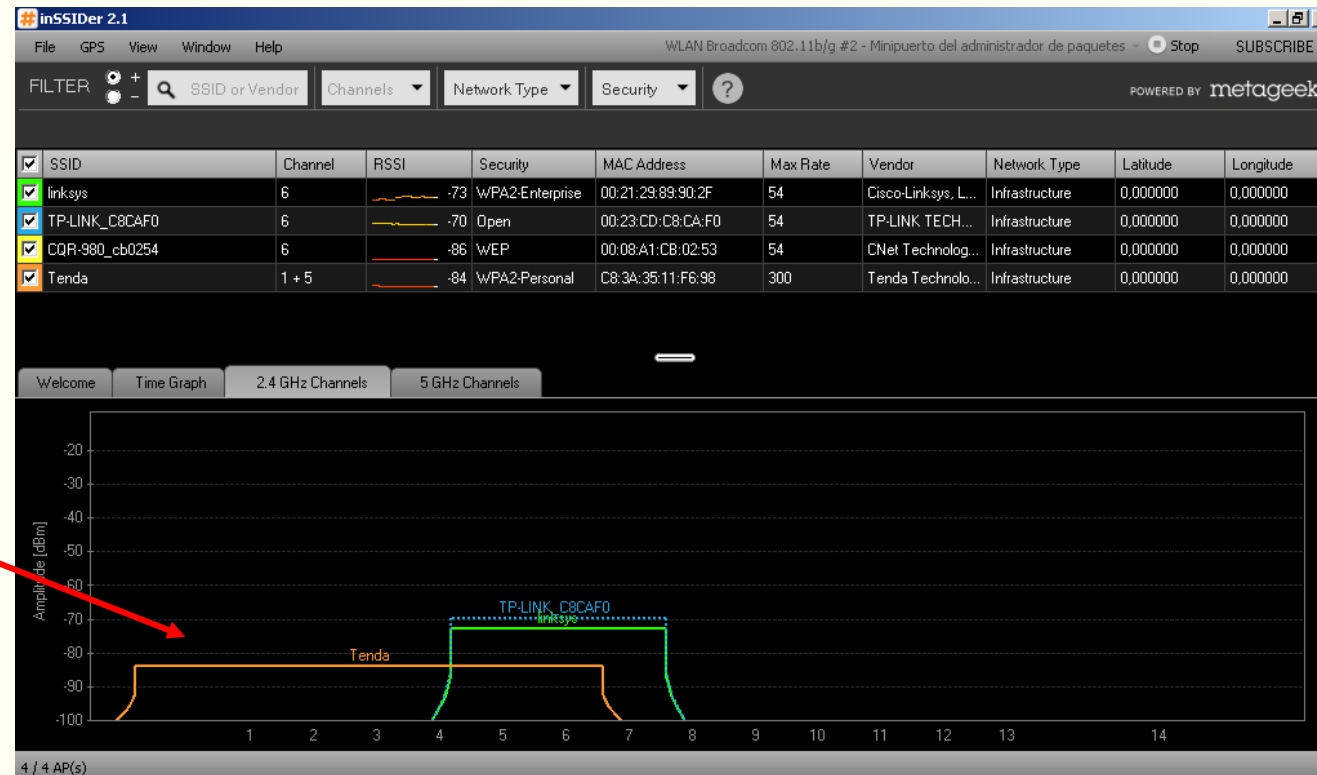 inSSIDer 2.1
File GPS View Window Help WLAN Broadcom 802.11b/g #2 - Minipuerto del administrador de paquetes - Stop SUBSCRIBE
FILTER + - SSID or Vendor Channels Network Type Security ? POWERED BY metageek
SSID Channel RSSI Security MAC Address Max Rate Vendor Network Type Latitude Longitude
linksys 6 -73 WPA2-Enterprise 00:21:29:89:90:2F 54 Cisco-Linksys, L... Infrastructure 0,000000 0,000000
TP-LINK_C8CAF0 6 -70 Open 00:23:CD:C8:CA:F0 54 TP-LINK TECH... Infrastructure 0,000000 0,000000
CQR-980_cb0254 6 -86 WEP 00:08:A1:CB:02:53 54 CNet Technolog... Infrastructure 0,000000 0,000000
Tenda 1 + 5 -84 WPA2-Personal C8:3A:35:11:F6:98 300 Tenda Technolo... Infrastructure 0,000000 0,000000
Welcome Time Graph 2.4 GHz Channels 5 GHz Channels
Amplitude [dBm]
-20
-30
-40
-50
-60
TP-LINK_C8CAF0
-70 linksys
-80 Tenda
-90
-100
1 2 3 4 5 6 7 8 9 10 11 12 13 14
4 / 4 AP(s)